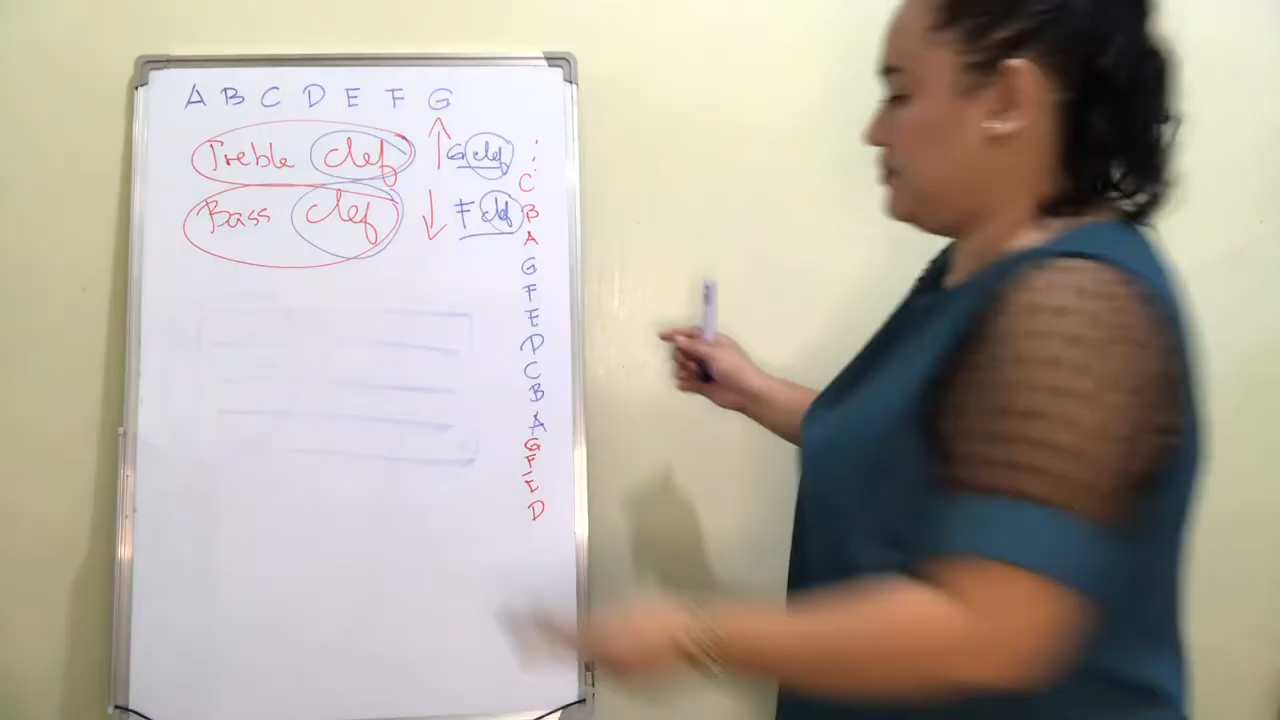 A B C D E F G
Treble clef ↑ G clef
Bass clef ↓ F clef
C
B
A
G
F
E
D
C
B
A
G
F
E
D